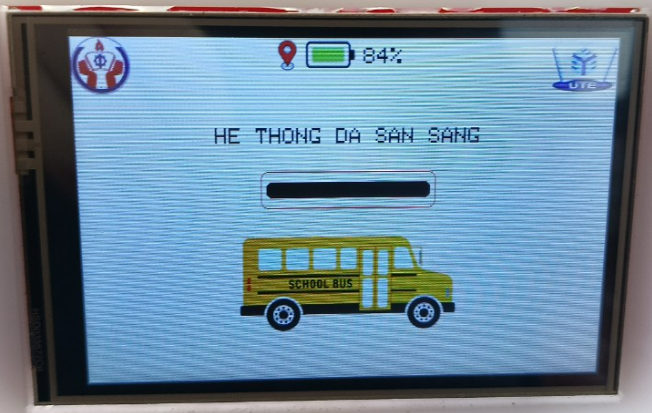 84%
UTE
HE THONG DA SAN SANG
SCHOOL BUS